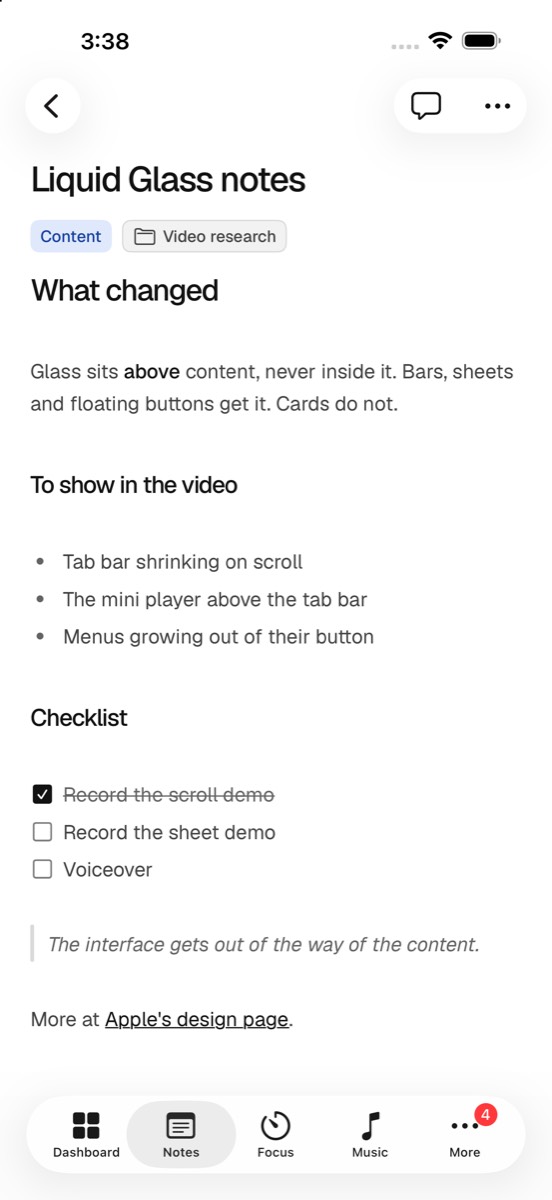 3:38
Liquid Glass notes
Content
Video research
What changed
Glass sits above content, never inside it. Bars, sheets
and floating buttons get it. Cards do not.
To show in the video
• Tab bar shrinking on scroll
• The mini player above the tab bar
• Menus growing out of their button
Checklist
Record the scroll demo
Record the sheet demo
Voiceover
The interface gets out of the way of the content.
More at Apple's design page.
4
Dashboard
Notes
Focus
Music
More